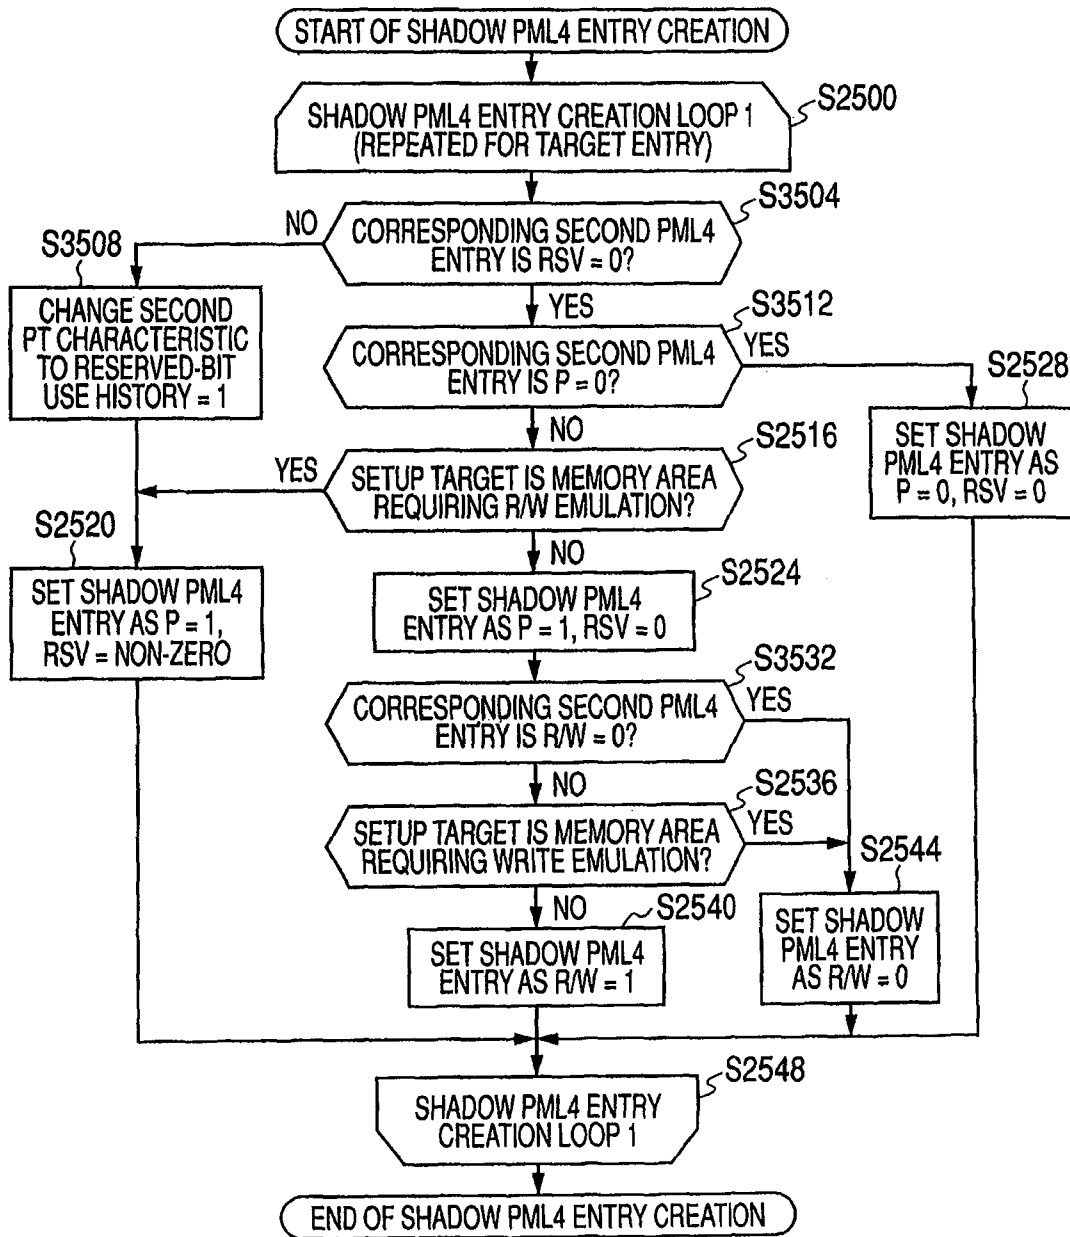 START OF SHADOW PML4 ENTRY CREATION
S2500
SHADOW PML4 ENTRY CREATION LOOP 1
(REPEATED FOR TARGET ENTRY)
S3504
NO
CORRESPONDING SECOND PML4
ENTRY IS RSV = 0?
S3508
CHANGE SECOND
PT CHARACTERISTIC
TO RESERVED-BIT
USE HISTORY = 1
YES
S3512
CORRESPONDING SECOND PML4
ENTRY IS P = 0?
YES
S2528
SET SHADOW
PML4 ENTRY AS
P = 0, RSV = 0
NO
S2516
YES
SETUP TARGET IS MEMORY AREA
REQUIRING R/W EMULATION?
S2520
SET SHADOW PML4
ENTRY AS P = 1,
RSV = NON-ZERO
NO
S2524
SET SHADOW PML4
ENTRY AS P = 1, RSV = 0
S3532
CORRESPONDING SECOND PML4
ENTRY IS R/W = 0?
YES
NO
S2536
SETUP TARGET IS MEMORY AREA
REQUIRING WRITE EMULATION?
YES
S2544
SET SHADOW
PML4 ENTRY
AS R/W = 0
NO
S2540
SET SHADOW PML4
ENTRY AS R/W = 1
S2548
SHADOW PML4 ENTRY
CREATION LOOP 1
END OF SHADOW PML4 ENTRY CREATION